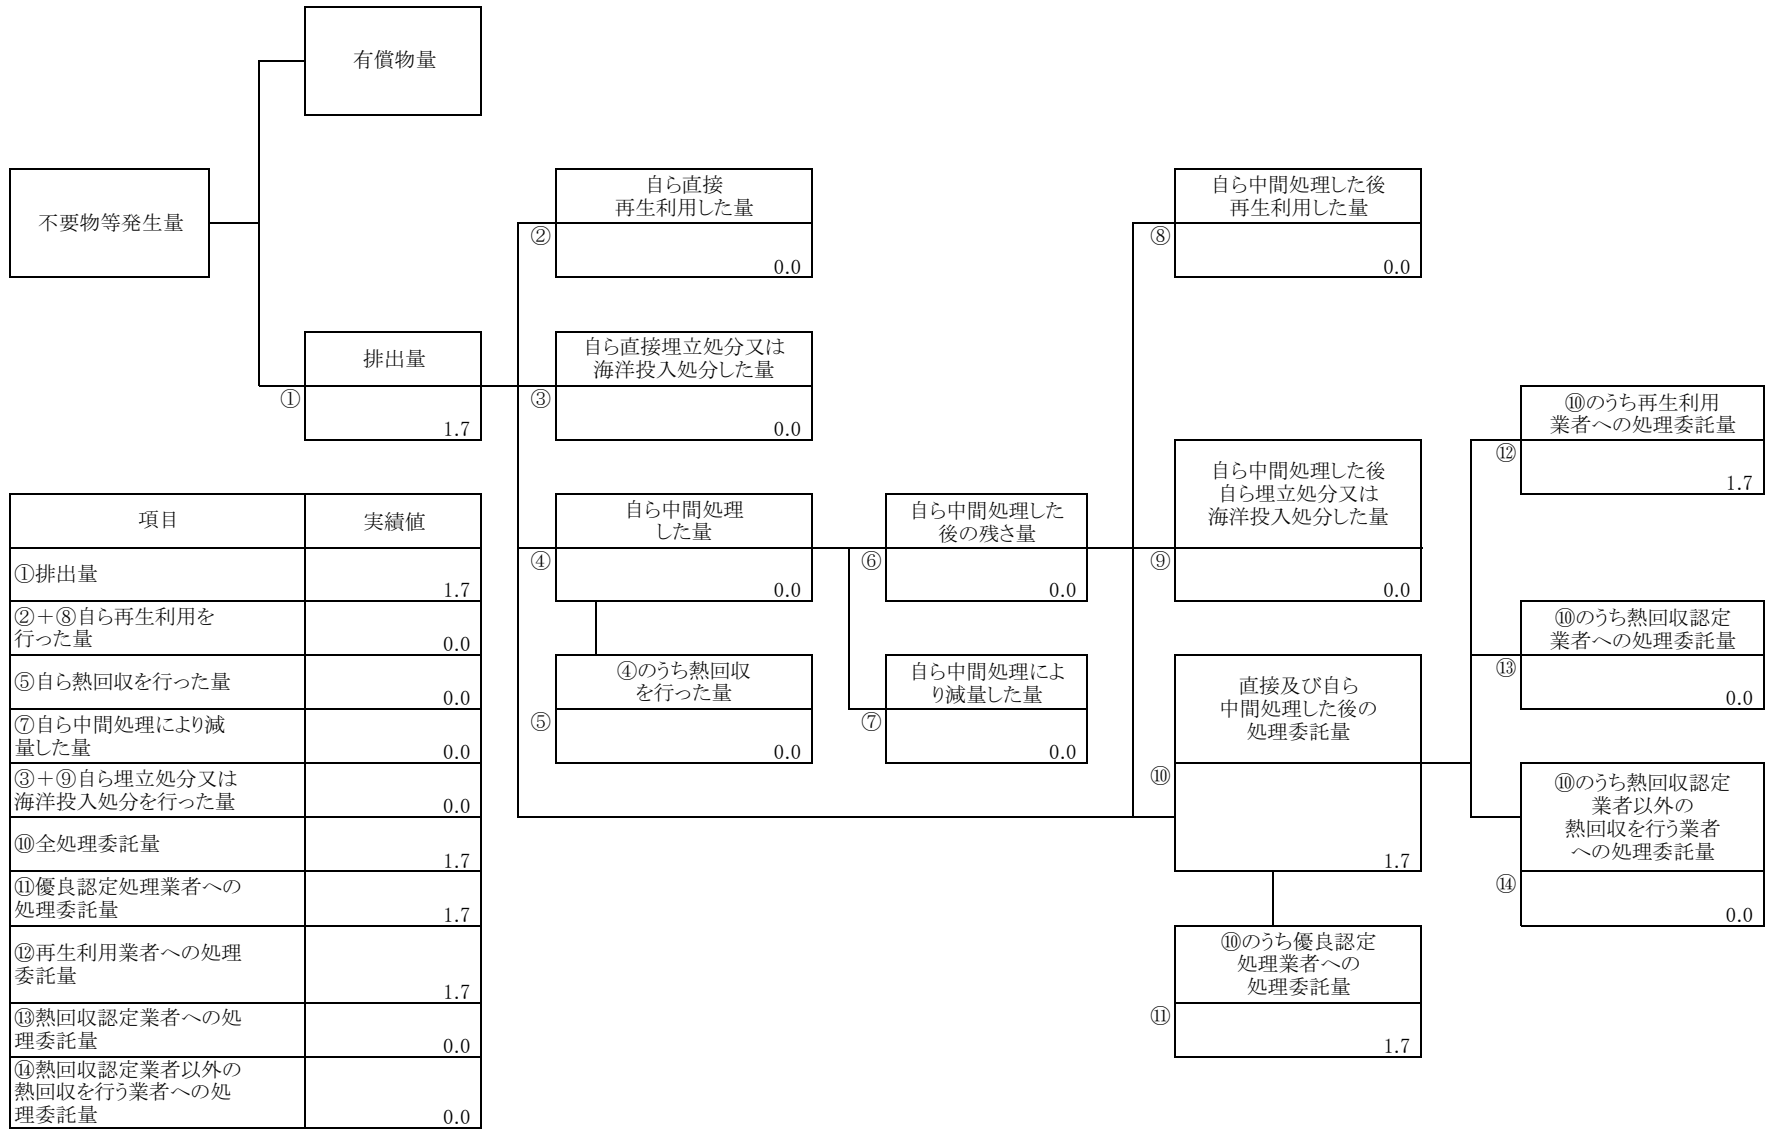 有償物量
不要物等発生量
排出量
①
1.7
自ら直接
再生利用した量
②
0.0
自ら直接埋立処分又は
海洋投入処分した量
③
0.0
自ら中間処理
した量
④
0.0
④のうち熱回収
を行った量
⑤
0.0
自ら中間処理した
後の残さ量
⑥
0.0
自ら中間処理によ
り減量した量
⑦
0.0
自ら中間処理した後
再生利用した量
⑧
0.0
自ら中間処理した後
自ら埋立処分又は
海洋投入処分した量
⑨
0.0
直接及び自ら
中間処理した後の
処理委託量
⑩
1.7
⑩のうち優良認定
処理業者への
処理委託量
⑪
1.7
⑩のうち再生利用
業者への処理委託量
⑫
1.7
⑩のうち熱回収認定
業者への処理委託量
⑬
0.0
⑩のうち熱回収認定
業者以外の
熱回収を行う業者
への処理委託量
⑭
0.0
項目 実績値
①排出量
1.7
②＋⑧自ら再生利用を
行った量
0.0
⑤自ら熱回収を行った量
0.0
⑦自ら中間処理により減
量した量
0.0
③＋⑨自ら埋立処分又は
海洋投入処分を行った量
0.0
⑩全処理委託量
1.7
⑪優良認定処理業者への
処理委託量
1.7
⑫再生利用業者への処理
委託量
1.7
⑬熱回収認定業者への処
理委託量
0.0
⑭熱回収認定業者以外の
熱回収を行う業者への処
理委託量
0.0